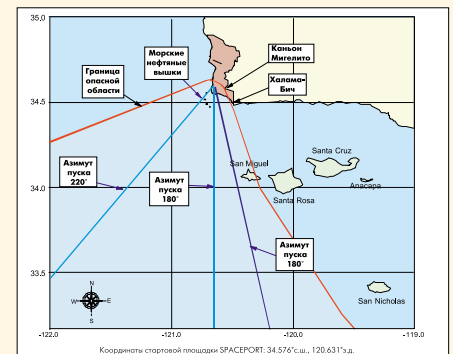 35.0
Морские
нефтяные
вышки
Каньон
Мигелито
Граница
опасной
области
Халама-
Бич
34.5
Santa Cruz
San Miguel
Anacapa
Santa Rosa
34.0
Азимут
пуска
220°
Азимут
пуска
180°
Азимут
пуска
180°
33.5
San Nicholas
N
W
E
S
-122.0
-121.0
-120.0
-119.0
Координаты стартовой площадки SPACEPORT: 34.576°с.ш., 120.631°з.д.